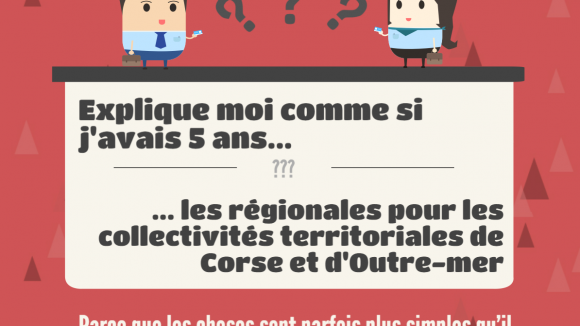 ? ? ?
Explique moi comme si
j'avais 5 ans...
???
... les régionales pour les
collectivités territoriales de
Corse et d'Outre-mer
Parce que les choses sont parfois plus simples qu'il